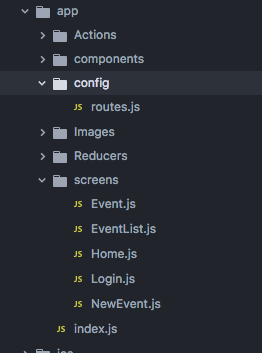 app
Actions
components
config
JS routes.js
Images
Reducers
screens
JS Event.js
JS EventList.js
JS Home.js
JS Login.js
JS NewEvent.js
JS index.js
ios